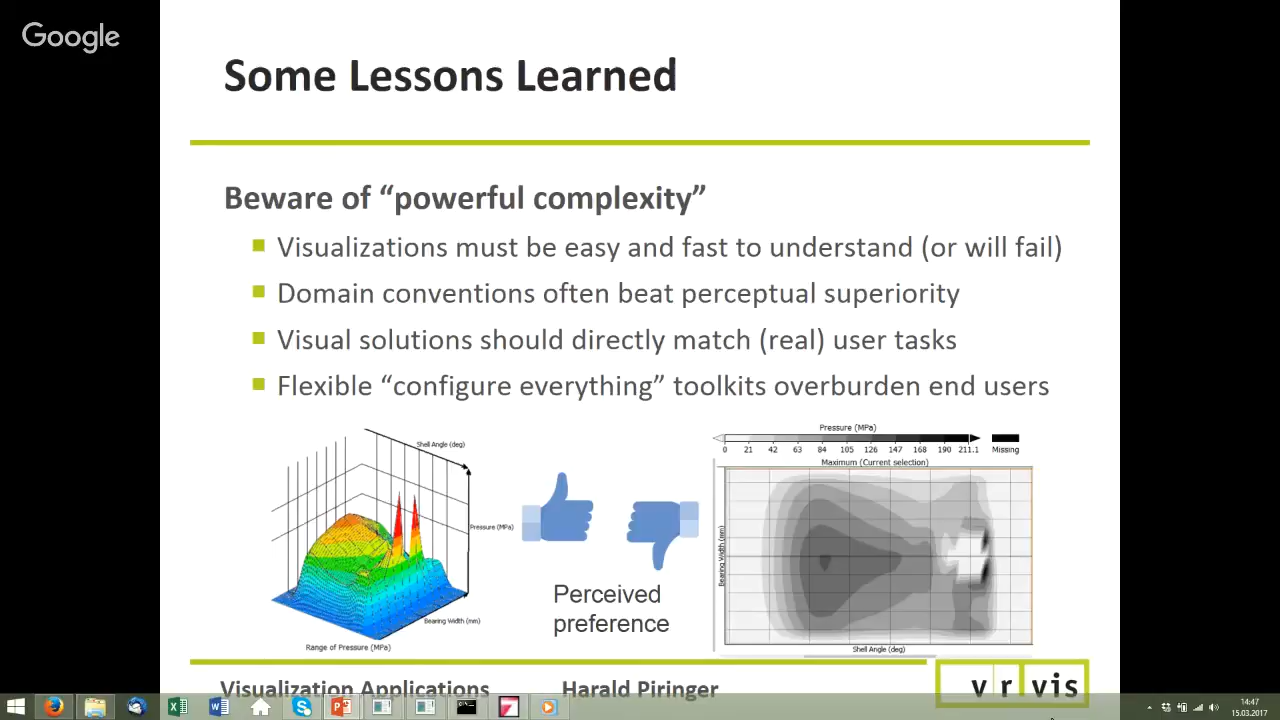 Google
Some Lessons Learned
Beware of “powerful complexity”
Visualizations must be easy and fast to understand (or will fail)
Domain conventions often beat perceptual superiority
Visual solutions should directly match (real) user tasks
Flexible “configure everything” toolkits overburden end users
Shell Angle (deg)
Pressure (MPa)
Bearing Width (mm)
Range of Pressure (MPa)
Perceived
preference
Pressure (MPa)
0 21 42 63 84 105 126 147 168 190 211.1 Missing
Maximum (Current selection)
Bearing Width (mm)
Shell Angle (deg)
Visualization Applications Harald Piringer
vrvis
14:47
15.03.2017